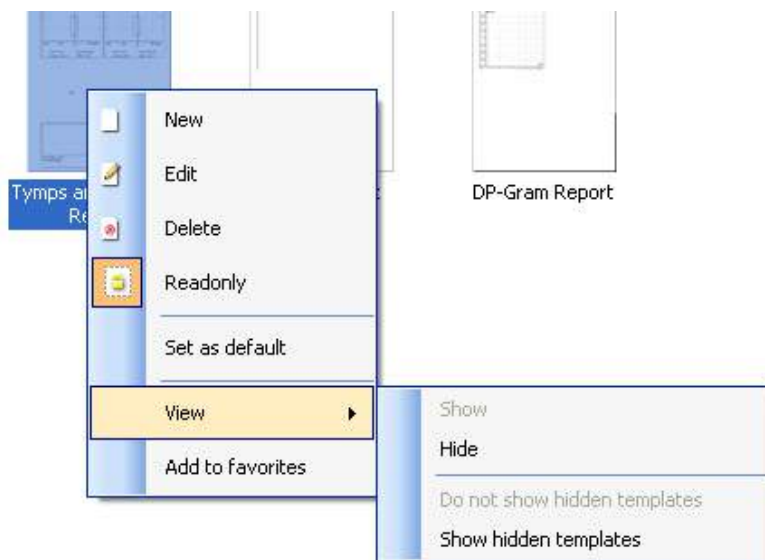 Tymps a
Re
DP-Gram Report
New
Edit
Delete
Readonly
Set as default
View
Add to favorites
Show
Hide
Do not show hidden templates
Show hidden templates